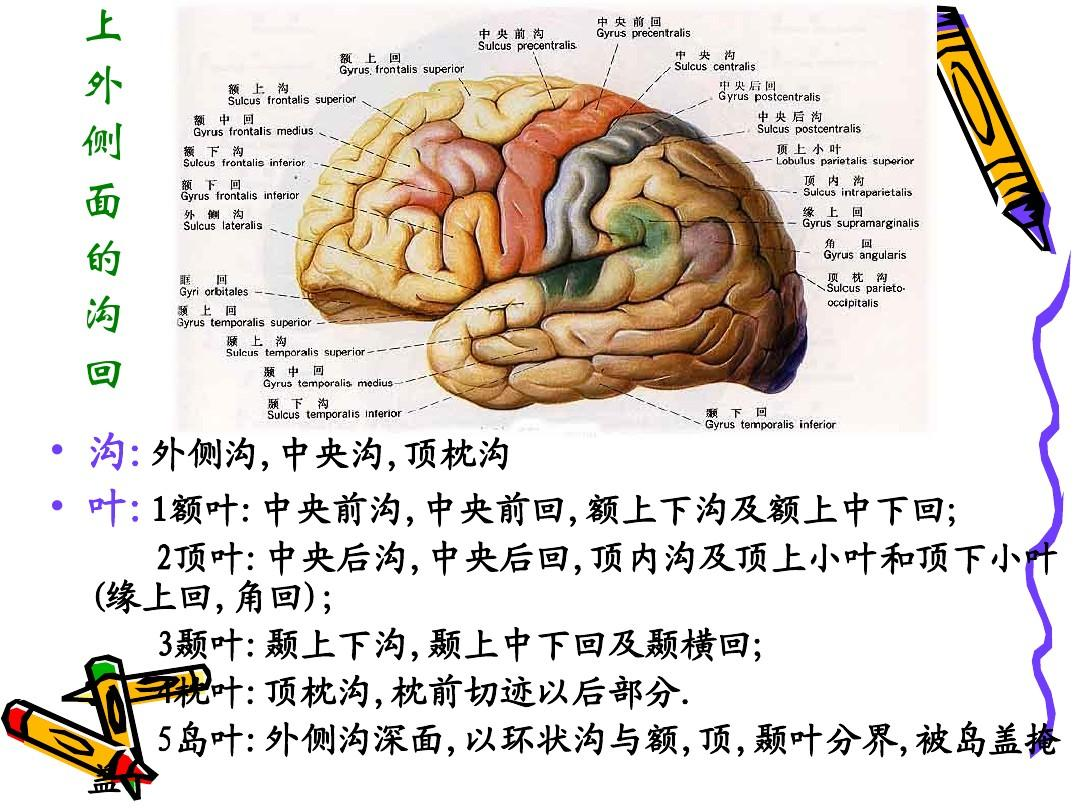 上外侧面的沟回
中央前沟
Sulcus precentralis
中央前回
Gyrus precentralis
额上回
Gyrus frontalis superior
中央沟
Sulcus centralis
额上沟
Sulcus frontalis superior
中央后回
Gyrus postcentralis
额中回
Gyrus frontalis medius
中央后沟
Sulcus postcentralis
额下沟
Sulcus frontalis inferior
顶上小叶
Lobulus parietalis superior
额下回
Gyrus frontalis inferior
顶内沟
Sulcus intraparietalis
外侧沟
Sulcus lateralis
缘上回
Gyrus supramarginalis
角回
Gyrus angularis
眶回
Gyri orbitales
顶枕沟
Sulcus parieto-
occipitalis
颞上回
Gyrus temporalis superior
颞上沟
Sulcus temporalis superior
颞中回
Gyrus temporalis medius
颞下沟
Sulcus temporalis inferior
颞下回
Gyrus temporalis inferior
• 沟: 外侧沟, 中央沟, 顶枕沟
• 叶: 1额叶: 中央前沟, 中央前回, 额上下沟及额上中下回;
2顶叶: 中央后沟, 中央后回, 顶内沟及顶上小叶和顶下小叶
(缘上回, 角回);
3颞叶: 颞上下沟, 颞上中下回及颞横回;
4枕叶: 顶枕沟, 枕前切迹以后部分.
5岛叶: 外侧沟深面, 以环状沟与额, 顶, 颞叶分界, 被岛盖掩
盖.